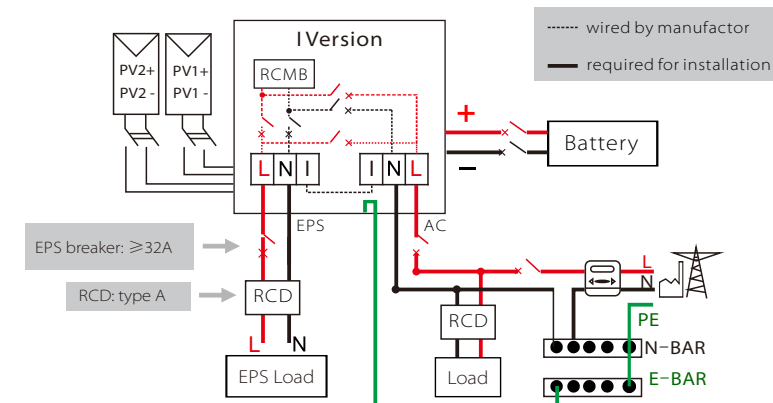 I Version
wired by manufactor
required for installation
PV2+
PV2 -
PV1+
PV1 -
RCMB
+
−
Battery
L N I
I N L
EPS
AC
EPS breaker: ≥32A
RCD: type A
RCD
L N
EPS Load
RCD
Load
L
N
PE
N-BAR
E-BAR